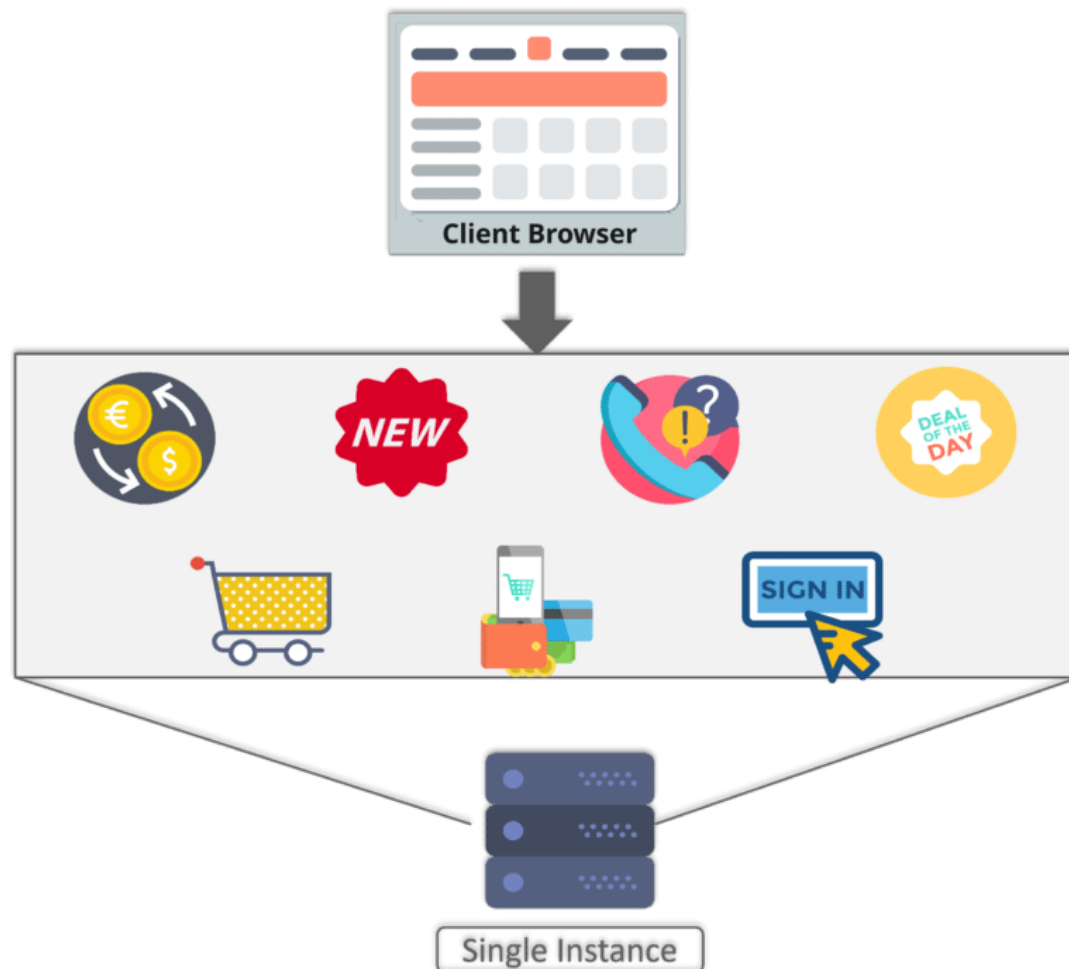 Client Browser
€
$
NEW
?
!
DEAL
OF THE
DAY
SIGN IN
Single Instance